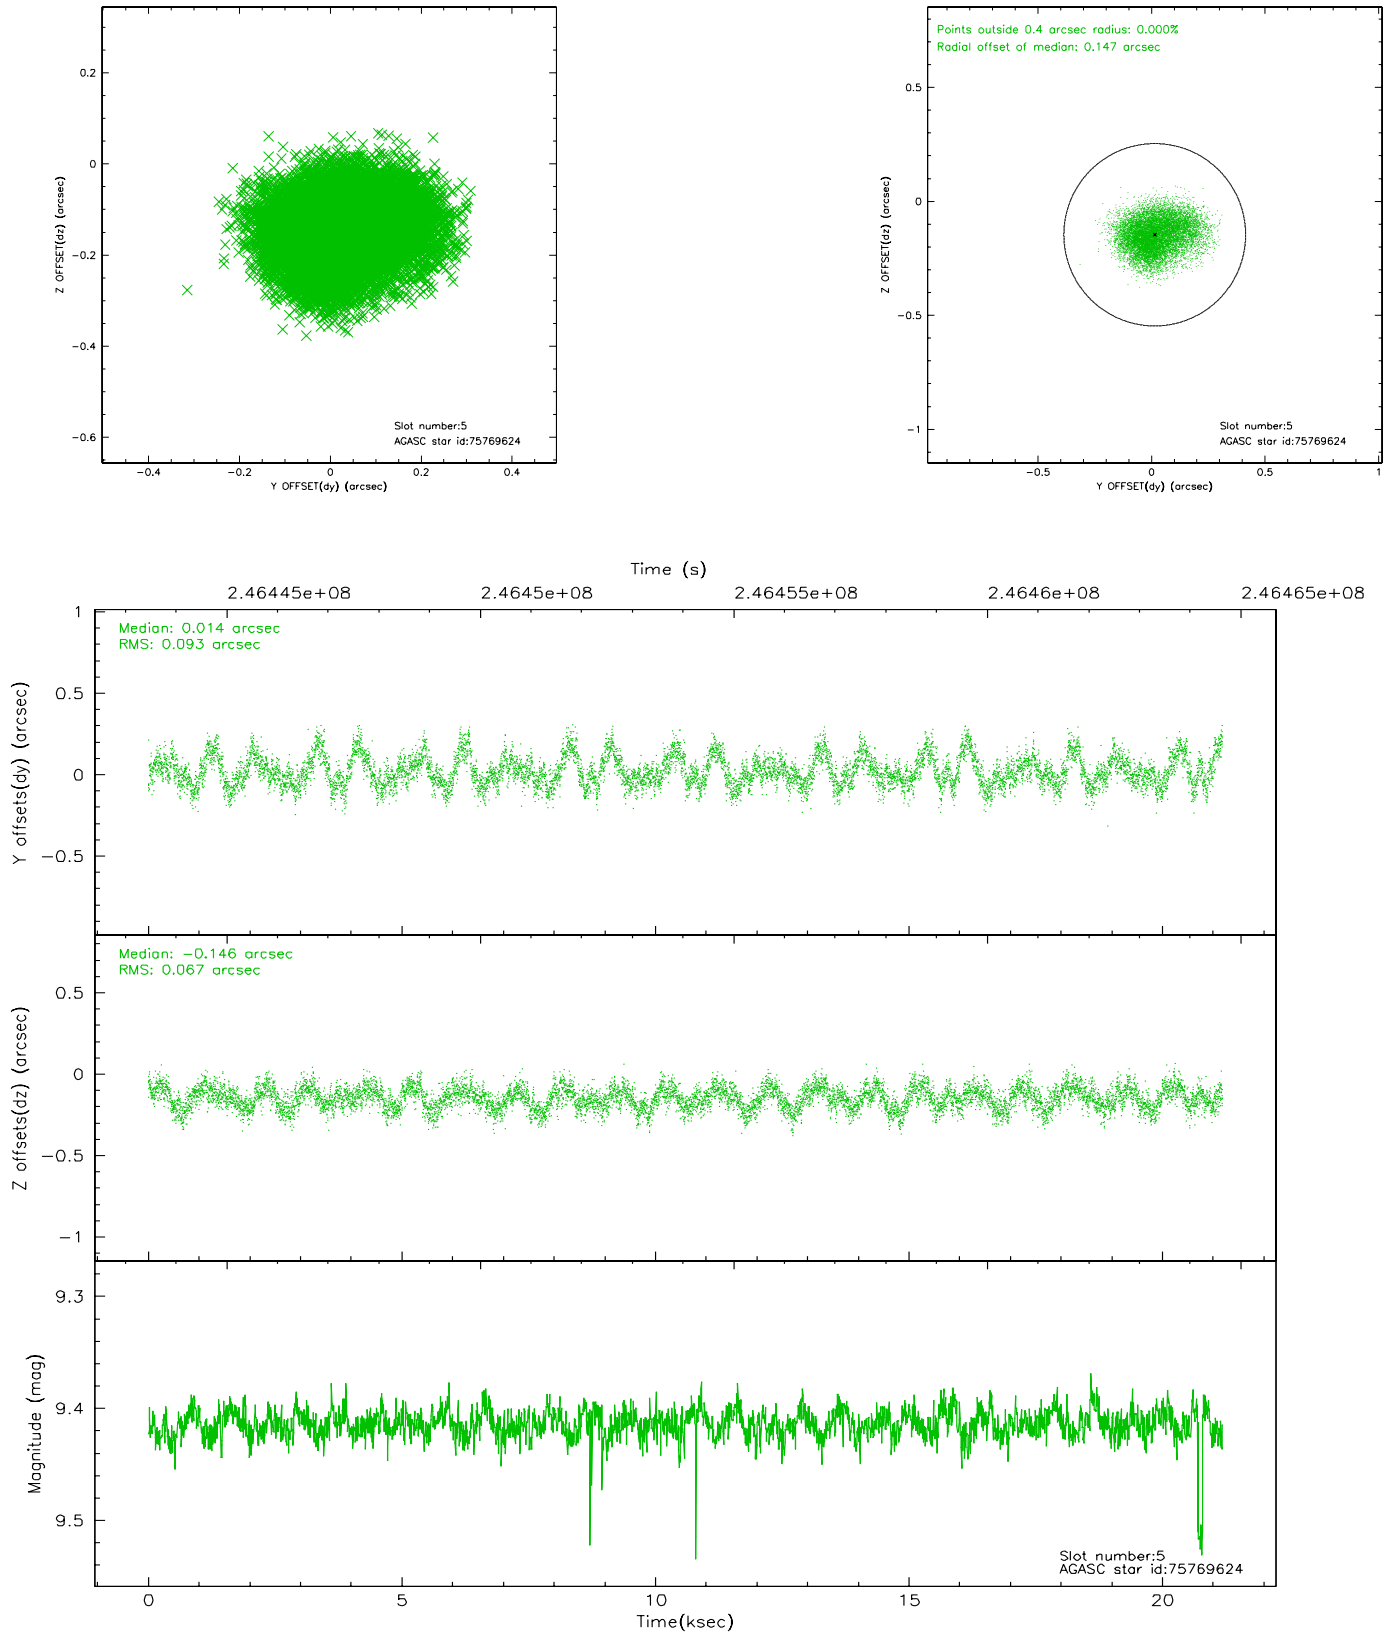 0.2
0
−0.2
−0.4
−0.6
Z OFFSET(dz) (arcsec)
Slot number:5
AGASC star id:75769624
−0.4 −0.2 0 0.2 0.4
Y OFFSET(dy) (arcsec)
Points outside 0.4 arcsec radius: 0.000%
Radial offset of median: 0.147 arcsec
0.5
0
−0.5
−1
Z OFFSET(dz) (arcsec)
Slot number:5
AGASC star id:75769624
−0.5 0 0.5 1
Y OFFSET(dy) (arcsec)
Time (s)
2.46445e+08 2.4645e+08 2.46455e+08 2.4646e+08 2.46465e+08
Median: 0.014 arcsec
RMS: 0.093 arcsec
1
0.5
0
−0.5
Y offsets(dy) (arcsec)
Median: −0.146 arcsec
RMS: 0.067 arcsec
0.5
0
−0.5
−1
Z offsets(dz) (arcsec)
9.3
9.4
9.5
Magnitude (mag)
Slot number:5
AGASC star id:75769624
0 5 10 15 20
Time(ksec)